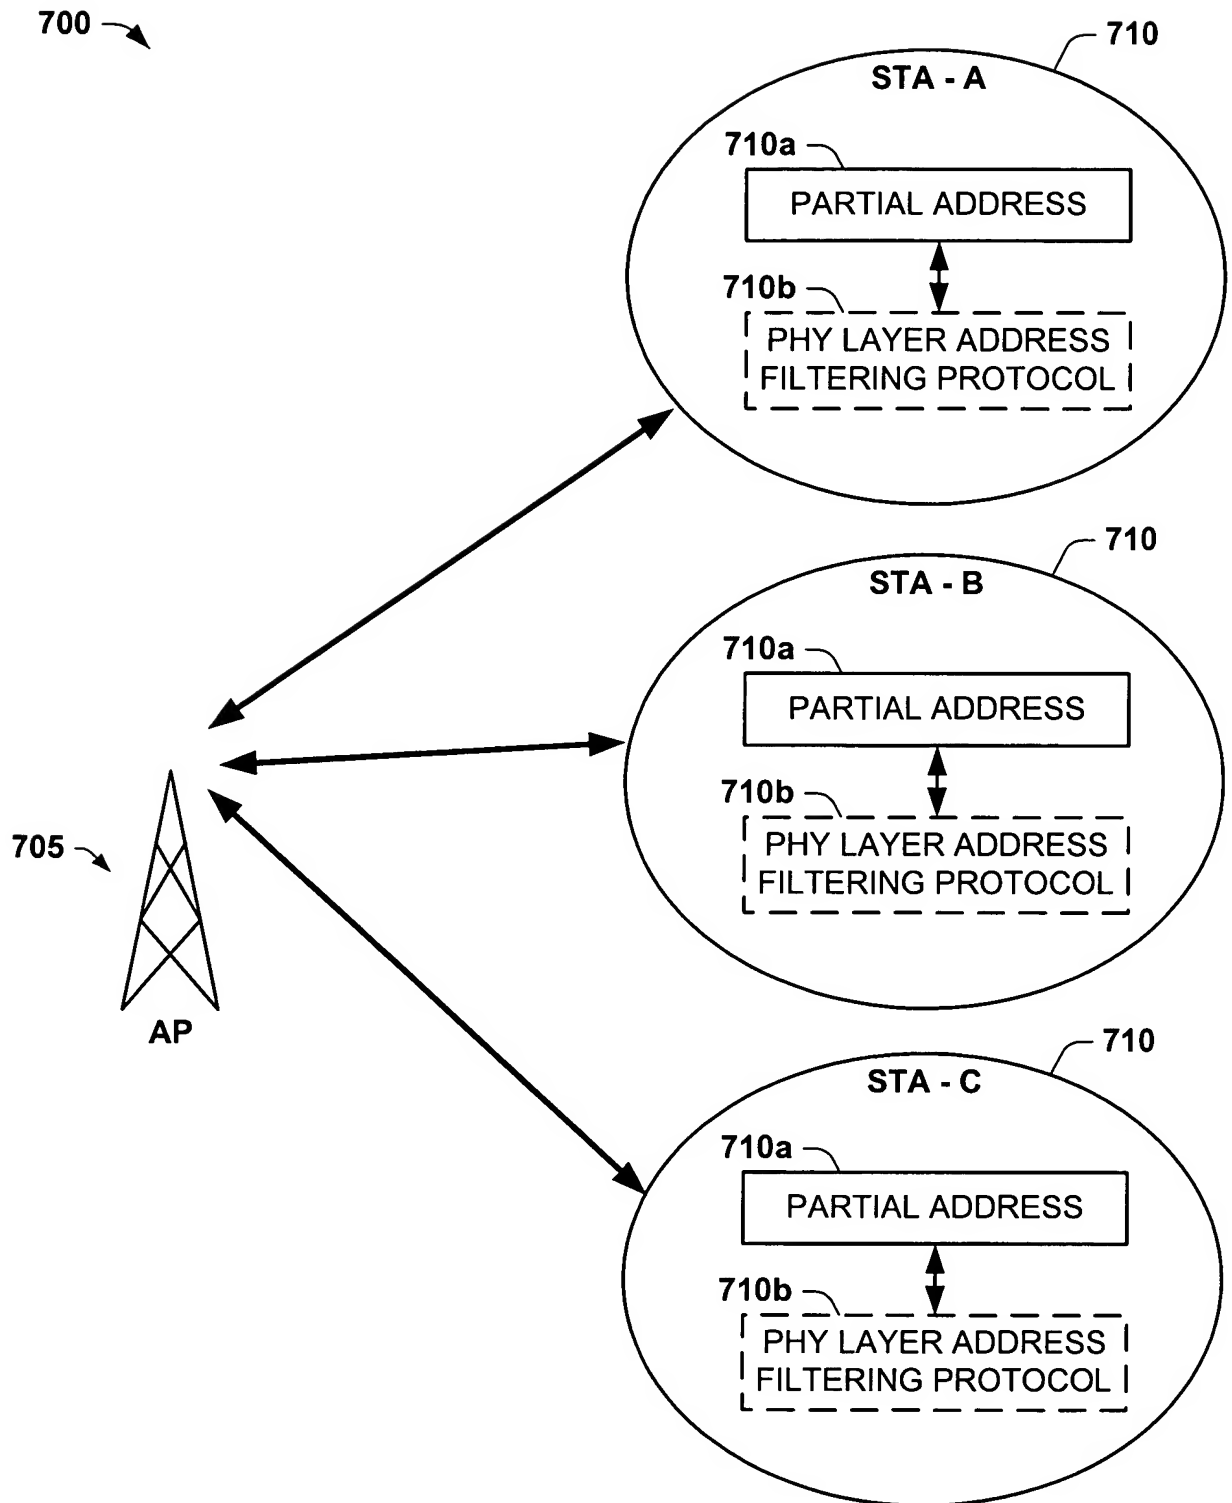 700
710
STA - A
710a
PARTIAL ADDRESS
710b
PHY LAYER ADDRESS
FILTERING PROTOCOL
710
STA - B
710a
PARTIAL ADDRESS
710b
PHY LAYER ADDRESS
FILTERING PROTOCOL
705
AP
710
STA - C
710a
PARTIAL ADDRESS
710b
PHY LAYER ADDRESS
FILTERING PROTOCOL